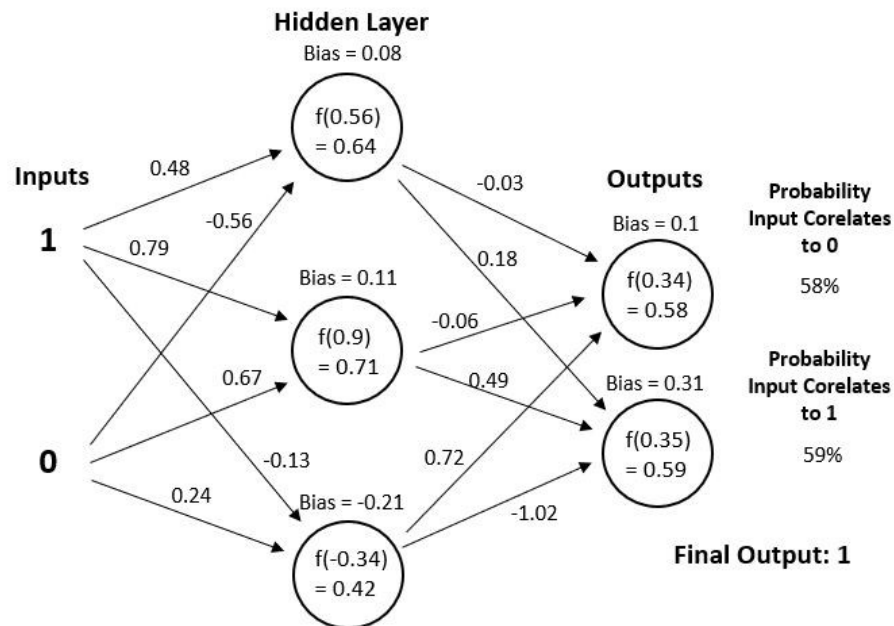 Hidden Layer
Bias = 0.08
f(0.56)
= 0.64
Inputs
0.48
-0.56
-0.03
Outputs
Probability
Input Corelates
to 0
58%
1
0.79
Bias = 0.11
0.18
Bias = 0.1
f(0.34)
= 0.58
f(0.9)
= 0.71
-0.06
0.67
0.49
Bias = 0.31
Probability
Input Corelates
to 1
59%
0
-0.13
0.72
f(0.35)
= 0.59
0.24
Bias = -0.21
-1.02
f(-0.34)
= 0.42
Final Output: 1